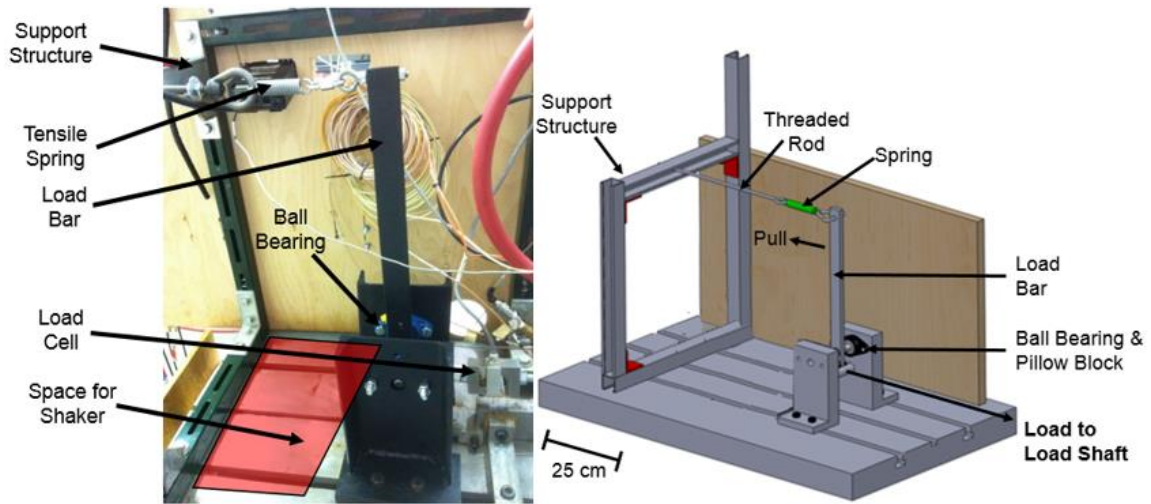 Support
Structure
Tensile
Spring
Load
Bar
Ball
Bearing
Load
Cell
Space for
Shaker
Support
Structure
Threaded
Rod
Spring
Pull
Load
Bar
Ball Bearing &
Pillow Block
Load to
Load Shaft
25 cm